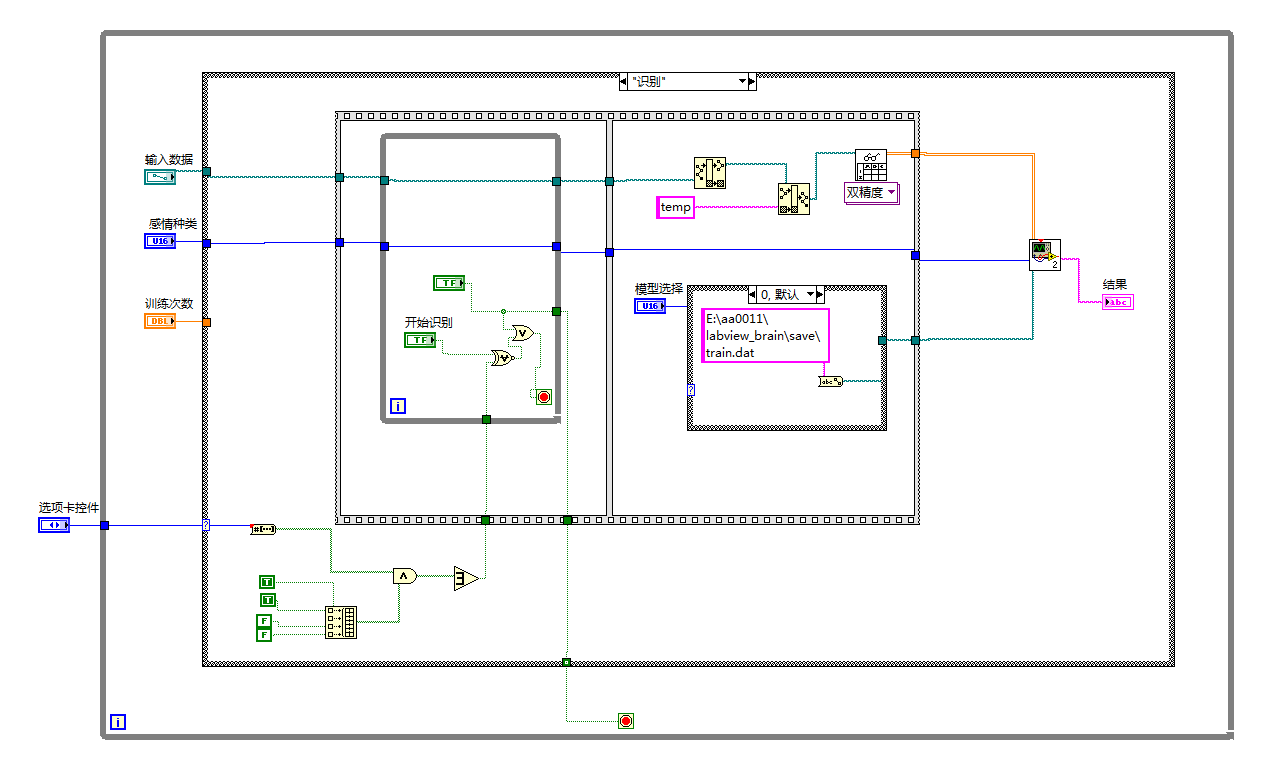 "识别"
输入数据
感情种类
U16
训练次数
DBL
TF
开始识别
TF
i
temp
双精度
模型选择
U16
0, 默认
E:\aa0011\
labview_brain\save\
train.dat
abc
?
2
结果
abc
选项卡控件
?
#[...]
T
T
F
F
i